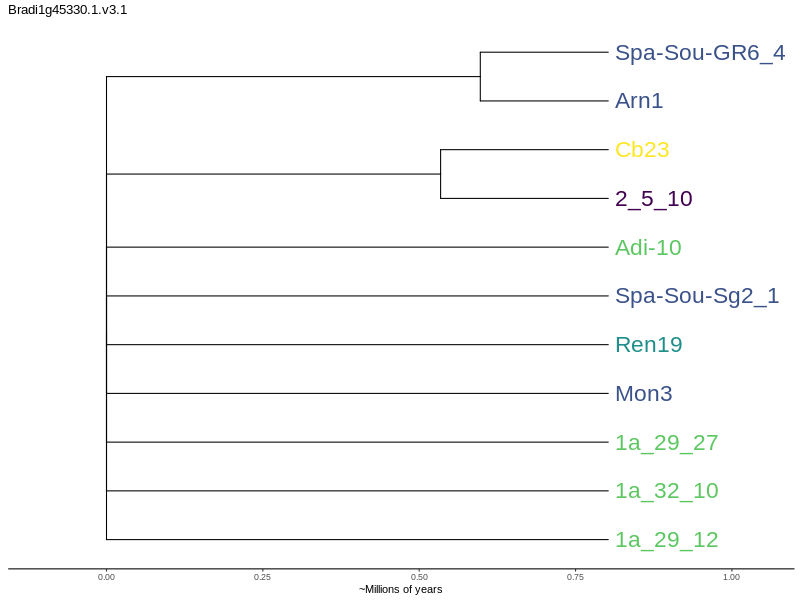 Bradi1g45330.1.v3.1
Spa-Sou-GR6_4
Arn1
Cb23
2_5_10
Adi-10
Spa-Sou-Sg2_1
Ren19
Mon3
1a_29_27
1a_32_10
1a_29_12
0.00 0.25 0.50 0.75 1.00
~Millions of years